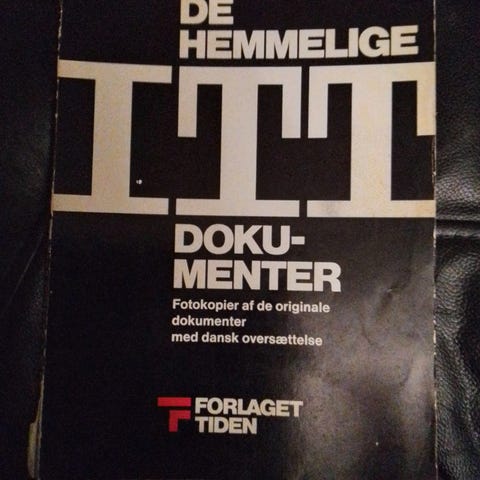 DE
HEMMELIGE
ITT
DOKU-
MENTER
Fotokopier af de originale
dokumenter
med dansk oversættelse
FORLAGET
TIDEN